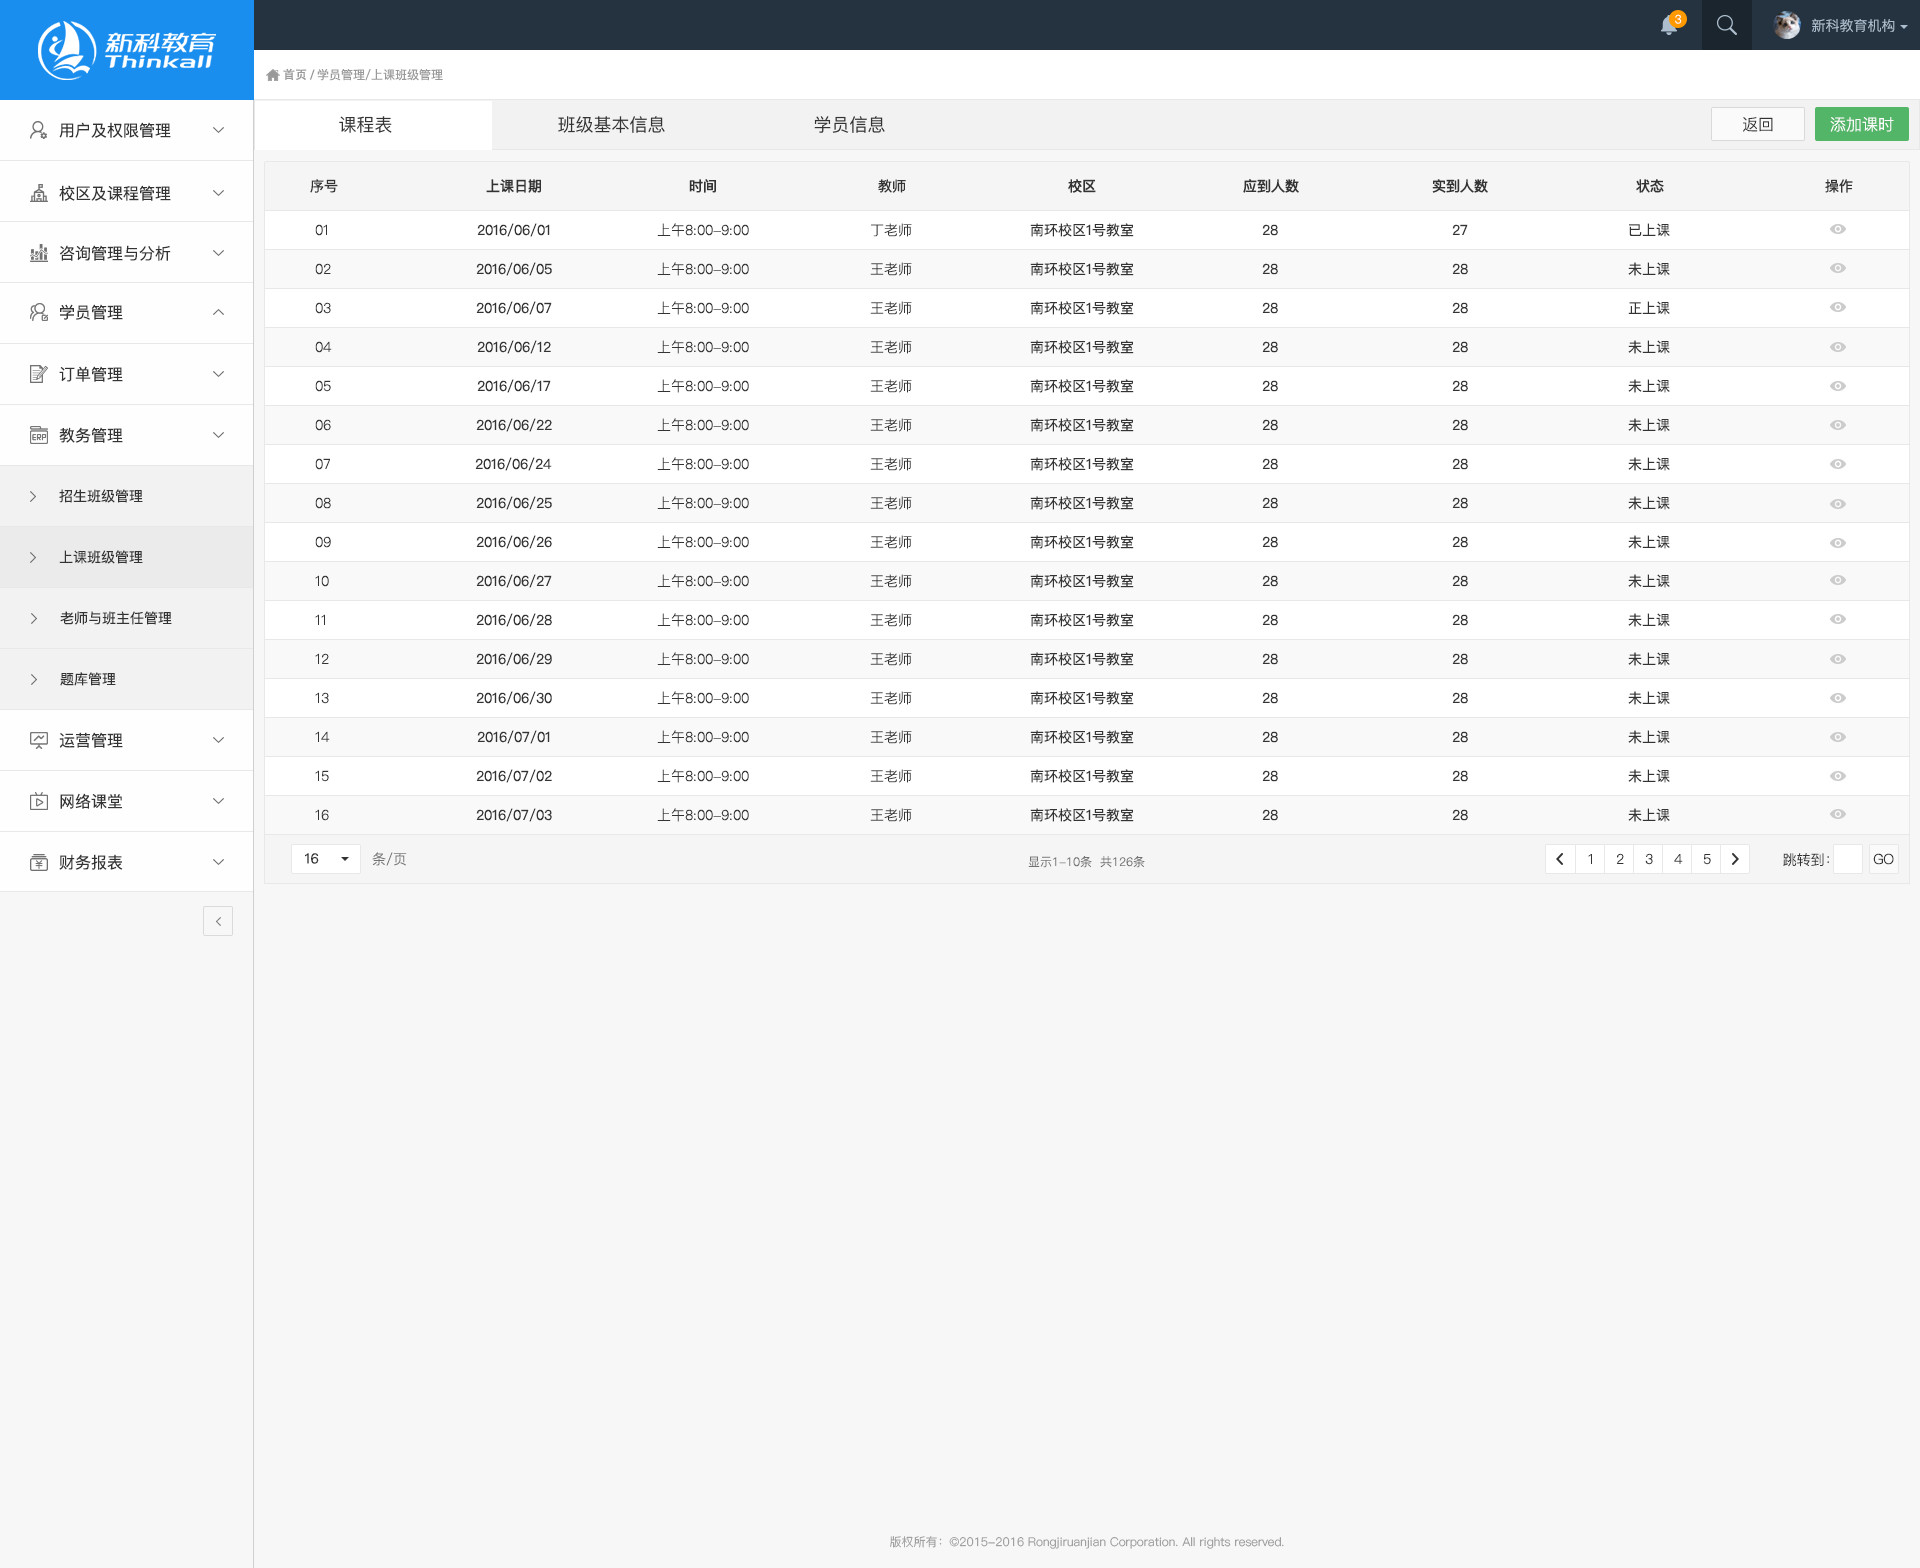 新科教育
Thinkall
3
新科教育机构
首页 / 学员管理/上课班级管理
用户及权限管理
校区及课程管理
咨询管理与分析
学员管理
订单管理
ERP 教务管理
招生班级管理
上课班级管理
老师与班主任管理
题库管理
运营管理
网络课堂
财务报表
课程表 班级基本信息 学员信息 返回 添加课时
序号 上课日期 时间 教师 校区 应到人数 实到人数 状态 操作
01 2016/06/01 上午8:00-9:00 丁老师 南环校区1号教室 28 27 已上课
02 2016/06/05 上午8:00-9:00 王老师 南环校区1号教室 28 28 未上课
03 2016/06/07 上午8:00-9:00 王老师 南环校区1号教室 28 28 正上课
04 2016/06/12 上午8:00-9:00 王老师 南环校区1号教室 28 28 未上课
05 2016/06/17 上午8:00-9:00 王老师 南环校区1号教室 28 28 未上课
06 2016/06/22 上午8:00-9:00 王老师 南环校区1号教室 28 28 未上课
07 2016/06/24 上午8:00-9:00 王老师 南环校区1号教室 28 28 未上课
08 2016/06/25 上午8:00-9:00 王老师 南环校区1号教室 28 28 未上课
09 2016/06/26 上午8:00-9:00 王老师 南环校区1号教室 28 28 未上课
10 2016/06/27 上午8:00-9:00 王老师 南环校区1号教室 28 28 未上课
11 2016/06/28 上午8:00-9:00 王老师 南环校区1号教室 28 28 未上课
12 2016/06/29 上午8:00-9:00 王老师 南环校区1号教室 28 28 未上课
13 2016/06/30 上午8:00-9:00 王老师 南环校区1号教室 28 28 未上课
14 2016/07/01 上午8:00-9:00 王老师 南环校区1号教室 28 28 未上课
15 2016/07/02 上午8:00-9:00 王老师 南环校区1号教室 28 28 未上课
16 2016/07/03 上午8:00-9:00 王老师 南环校区1号教室 28 28 未上课
16 条/页 显示1-10条 共126条 1 2 3 4 5 跳转到: GO
版权所有：©2015-2016 Rongjiruanjian Corporation. All rights reserved.